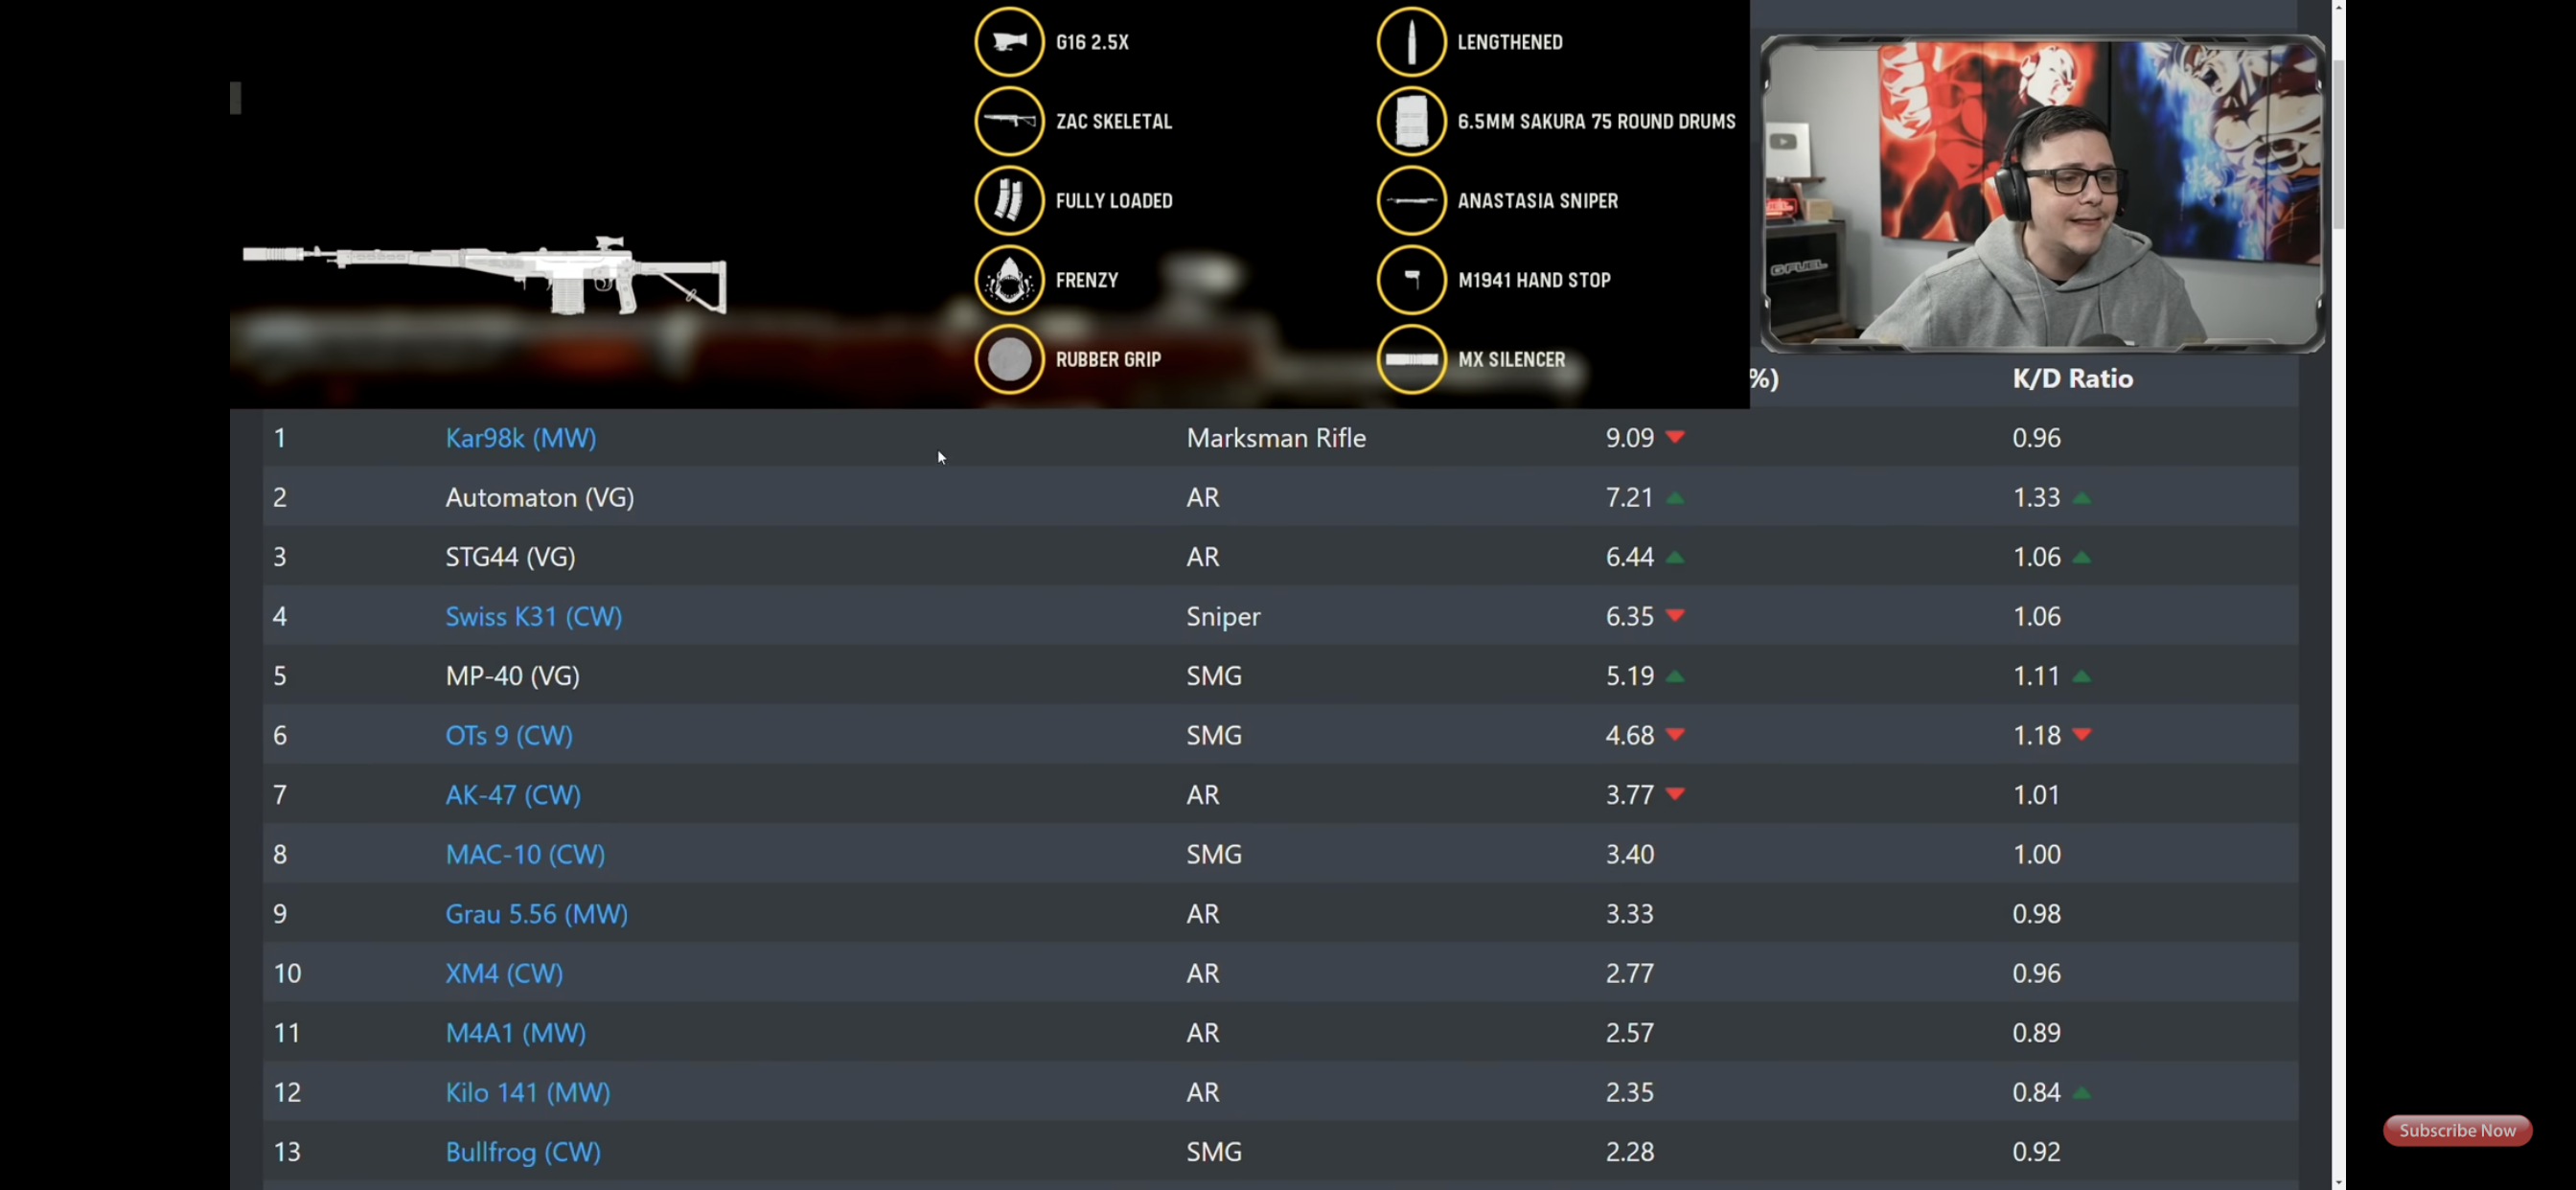 G16 2.5X
LENGTHENED
ZAC SKELETAL
6.5MM SAKURA 75 ROUND DRUMS
FULLY LOADED
ANASTASIA SNIPER
FRENZY
M1941 HAND STOP
RUBBER GRIP
MX SILENCER
GFUEL
%) K/D Ratio
1 Kar98k (MW) Marksman Rifle 9.09 0.96
2 Automaton (VG) AR 7.21 1.33
3 STG44 (VG) AR 6.44 1.06
4 Swiss K31 (CW) Sniper 6.35 1.06
5 MP-40 (VG) SMG 5.19 1.11
6 OTs 9 (CW) SMG 4.68 1.18
7 AK-47 (CW) AR 3.77 1.01
8 MAC-10 (CW) SMG 3.40 1.00
9 Grau 5.56 (MW) AR 3.33 0.98
10 XM4 (CW) AR 2.77 0.96
11 M4A1 (MW) AR 2.57 0.89
12 Kilo 141 (MW) AR 2.35 0.84
13 Bullfrog (CW) SMG 2.28 0.92
Subscribe Now